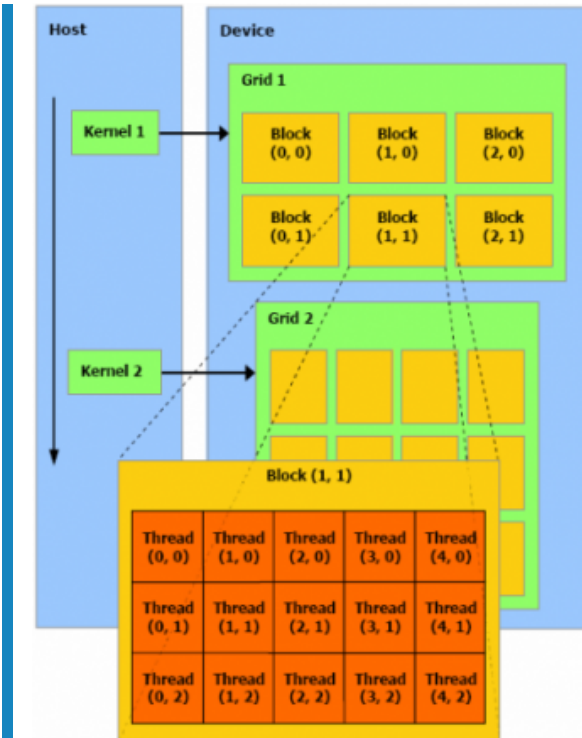 Host
Device
Grid 1
Kernel 1
Block
(0, 0)
Block
(1, 0)
Block
(2, 0)
Block
(0, 1)
Block
(1, 1)
Block
(2, 1)
Grid 2
Kernel 2
Block (1, 1)
Thread
(0, 0)
Thread
(1, 0)
Thread
(2, 0)
Thread
(3, 0)
Thread
(4, 0)
Thread
(0, 1)
Thread
(1, 1)
Thread
(2, 1)
Thread
(3, 1)
Thread
(4, 1)
Thread
(0, 2)
Thread
(1, 2)
Thread
(2, 2)
Thread
(3, 2)
Thread
(4, 2)